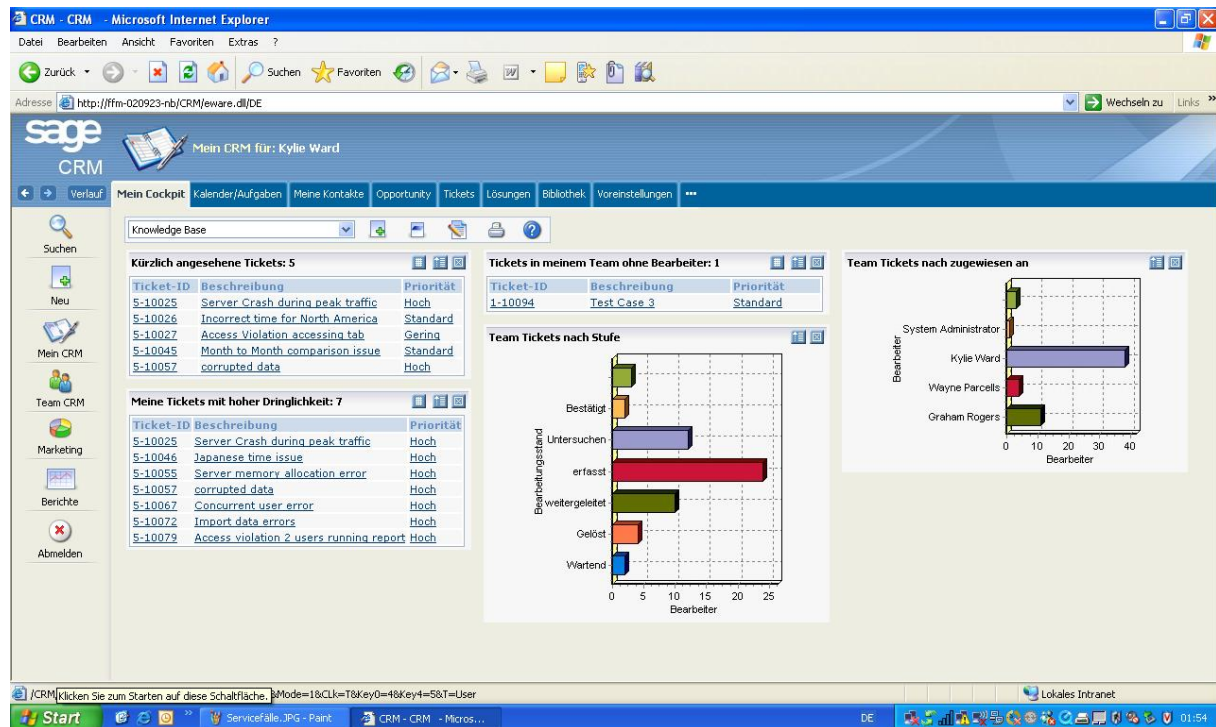 CRM - CRM - Microsoft Internet Explorer
Datei Bearbeiten Ansicht Favoriten Extras ?
Zurück Suchen Favoriten
Adresse http://ffm-020923-nb/CRM/eware.dll/DE Wechseln zu Links »
sage
CRM
Mein CRM für: Kylie Ward
Verlauf Mein Cockpit Kalender/Aufgaben Meine Kontakte Opportunity Tickets Lösungen Bibliothek Voreinstellungen •••
Suchen
Neu
Mein CRM
Team CRM
Marketing
Berichte
Abmelden
Knowledge Base
Kürzlich angesehene Tickets: 5
Ticket-ID Beschreibung Priorität
5-10025 Server Crash during peak traffic Hoch
5-10026 Incorrect time for North America Standard
5-10027 Access Violation accessing tab Gering
5-10045 Month to Month comparison issue Standard
5-10057 corrupted data Hoch
Meine Tickets mit hoher Dringlichkeit: 7
Ticket-ID Beschreibung Priorität
5-10025 Server Crash during peak traffic Hoch
5-10046 Japanese time issue Hoch
5-10055 Server memory allocation error Hoch
5-10057 corrupted data Hoch
5-10067 Concurrent user error Hoch
5-10072 Import data errors Hoch
5-10079 Access violation 2 users running report Hoch
Tickets in meinem Team ohne Bearbeiter: 1
Ticket-ID Beschreibung Priorität
1-10094 Test Case 3 Standard
Team Tickets nach Stufe
Bearbeitungsstand
Bestätigt
Untersuchen
erfasst
weitergeleitet
Gelöst
Wartend
0 5 10 15 20 25
Bearbeiter
Team Tickets nach zugewiesen an
Bearbeiter
System Administrator
Kylie Ward
Wayne Parcells
Graham Rogers
0 10 20 30 40
Bearbeiter
/CRM Klicken Sie zum Starten auf diese Schaltfläche. &Mode=1&CLk=T&Key0=4&Key4=5&T=User Lokales Intranet
Start » Servicefälle.JPG - Paint CRM - CRM - Micros... DE 01:54